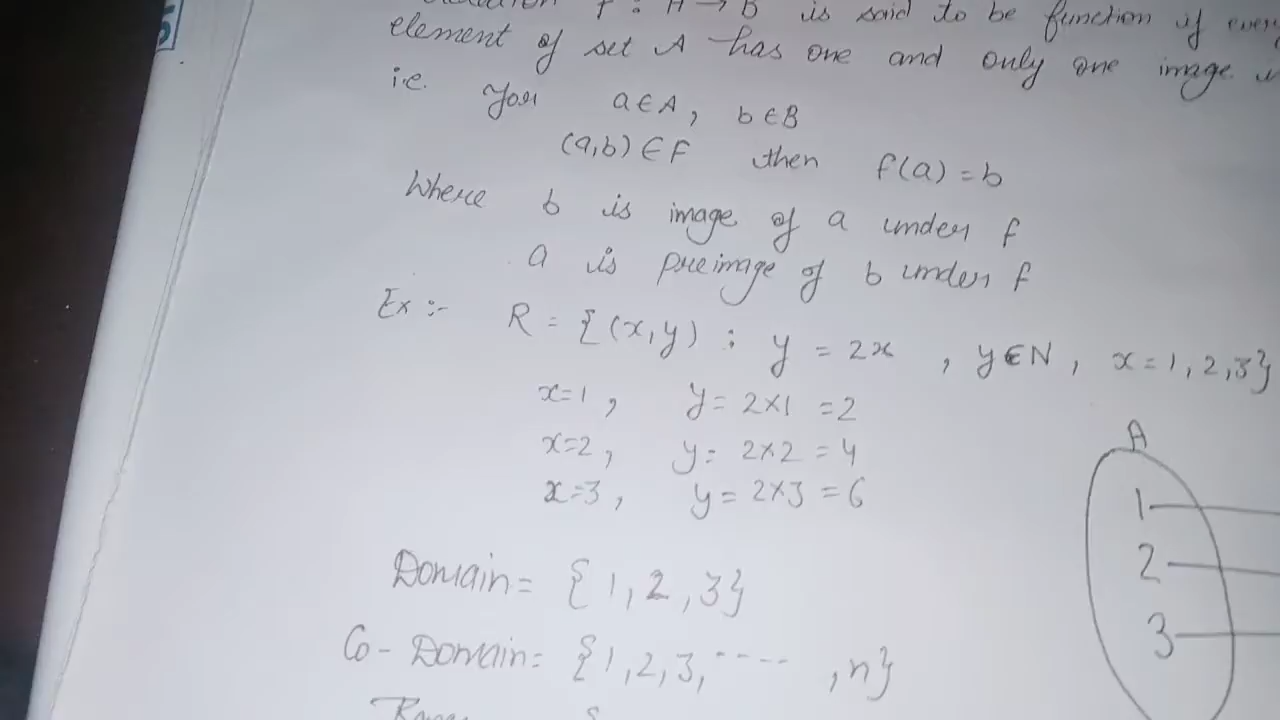 f : A → B is said to be function if every
element of set A has one and only one image
i.e. for a∈A, b∈B
(a,b) ∈ F then f(a) = b
Where b is image of a under f
a is preimage of b under f
Ex :- R = {(x,y) : y = 2x , y∈N, x=1,2,3}
x=1, y= 2×1 =2
x=2, y= 2×2 = 4
x=3, y= 2×3 = 6
A
1
2
3
Domain= {1,2,3}
Co-Domain= {1,2,3,----- ,n}